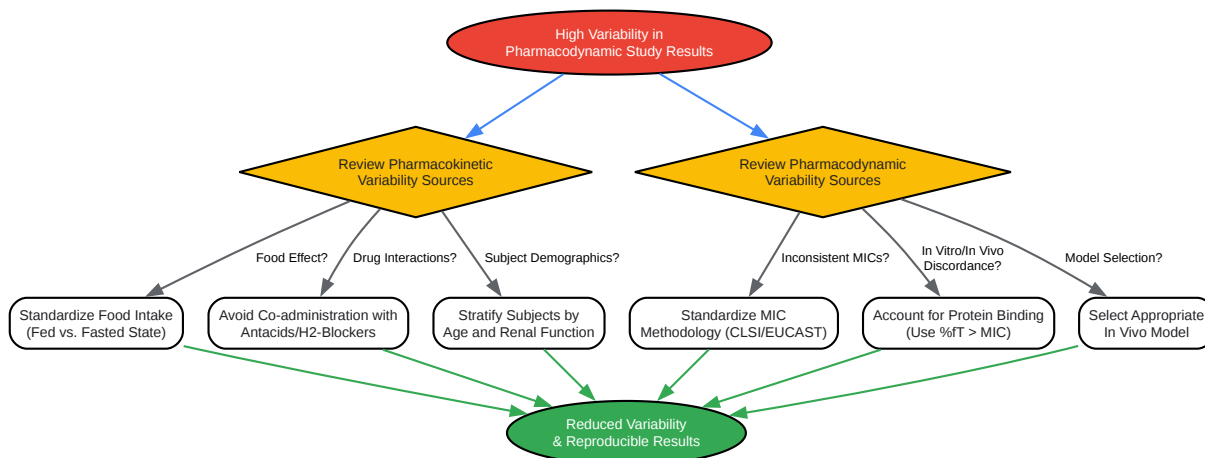 High Variability in
Pharmacodynamic Study Results
Review Pharmacokinetic
Variability Sources
Review Pharmacodynamic
Variability Sources
Food Effect?
Drug Interactions?
Subject Demographics?
Inconsistent MICs?
In Vitro/In Vivo
Discordance?
Model Selection?
Standardize Food Intake
(Fed vs. Fasted State)
Avoid Co-administration with
Antacids/H2-Blockers
Stratify Subjects by
Age and Renal Function
Standardize MIC
Methodology (CLSI/EUCAST)
Account for Protein Binding
(Use %fT > MIC)
Select Appropriate
In Vivo Model
Reduced Variability
& Reproducible Results